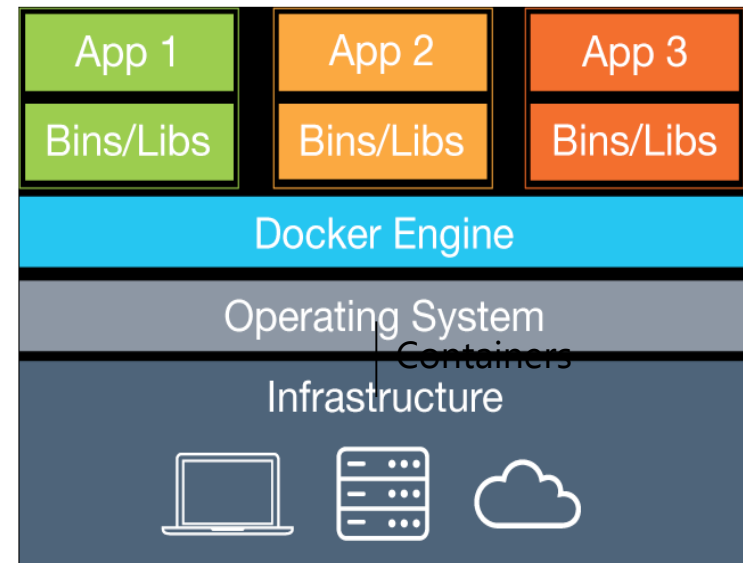 App 1
App 2
App 3
Bins/Libs
Bins/Libs
Bins/Libs
Docker Engine
Operating System
Containers
Infrastructure